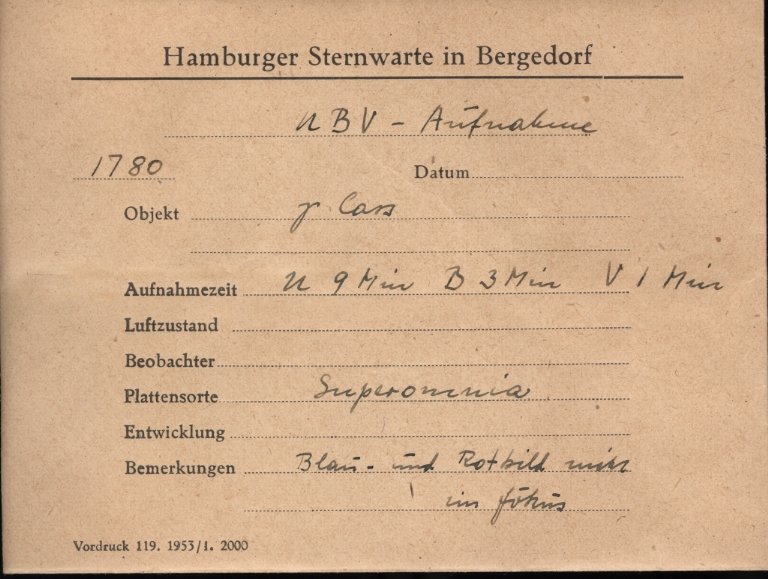 Hamburger Sternwarte in Bergedorf
UBV - Aufnahme
1780 Datum
Objekt γ Cass
Aufnahmezeit U 9 Min B 3 Min V 1 Min
Luftzustand
Beobachter
Plattensorte Superomnia
Entwicklung
Bemerkungen Blau- und Rotbild nicht
im Fokus
Vordruck 119. 1953/1. 2000